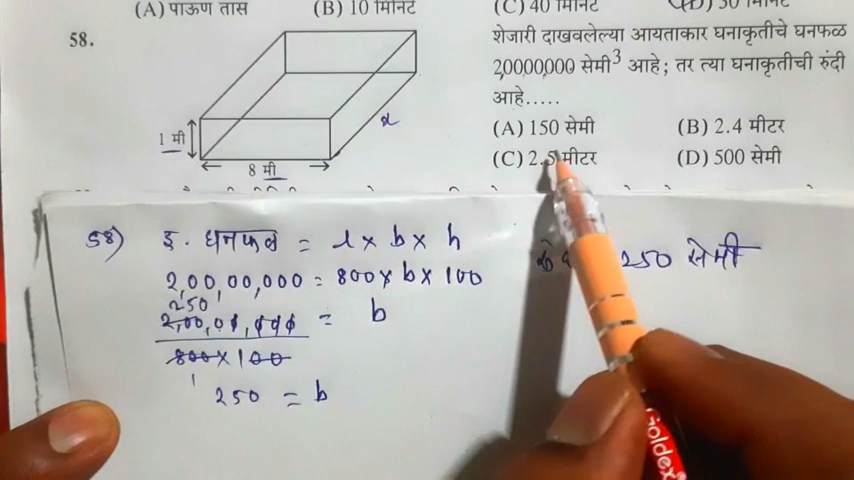 (A) पाऊण तास (B) 10 मिनिटे (C) 40 मिनिटे (D) 30 मिनिटे
58.
शेजारी दाखवलेल्या आयताकार घनाकृतीचे घनफळ
20000000 सेमी³ आहे; तर त्या घनाकृतीची रुंदी
आहे.....
(A) 150 सेमी (B) 2.4 मीटर
(C) 2.5 मीटर (D) 500 सेमी
1 मी
8 मी
x
58) इ. घनफळ = l × b × h
2,00,00,000 = 800 × b × 100
250
2,00,00,000 = b
800 × 100
1
250 = b
250 सेमी
Goldex